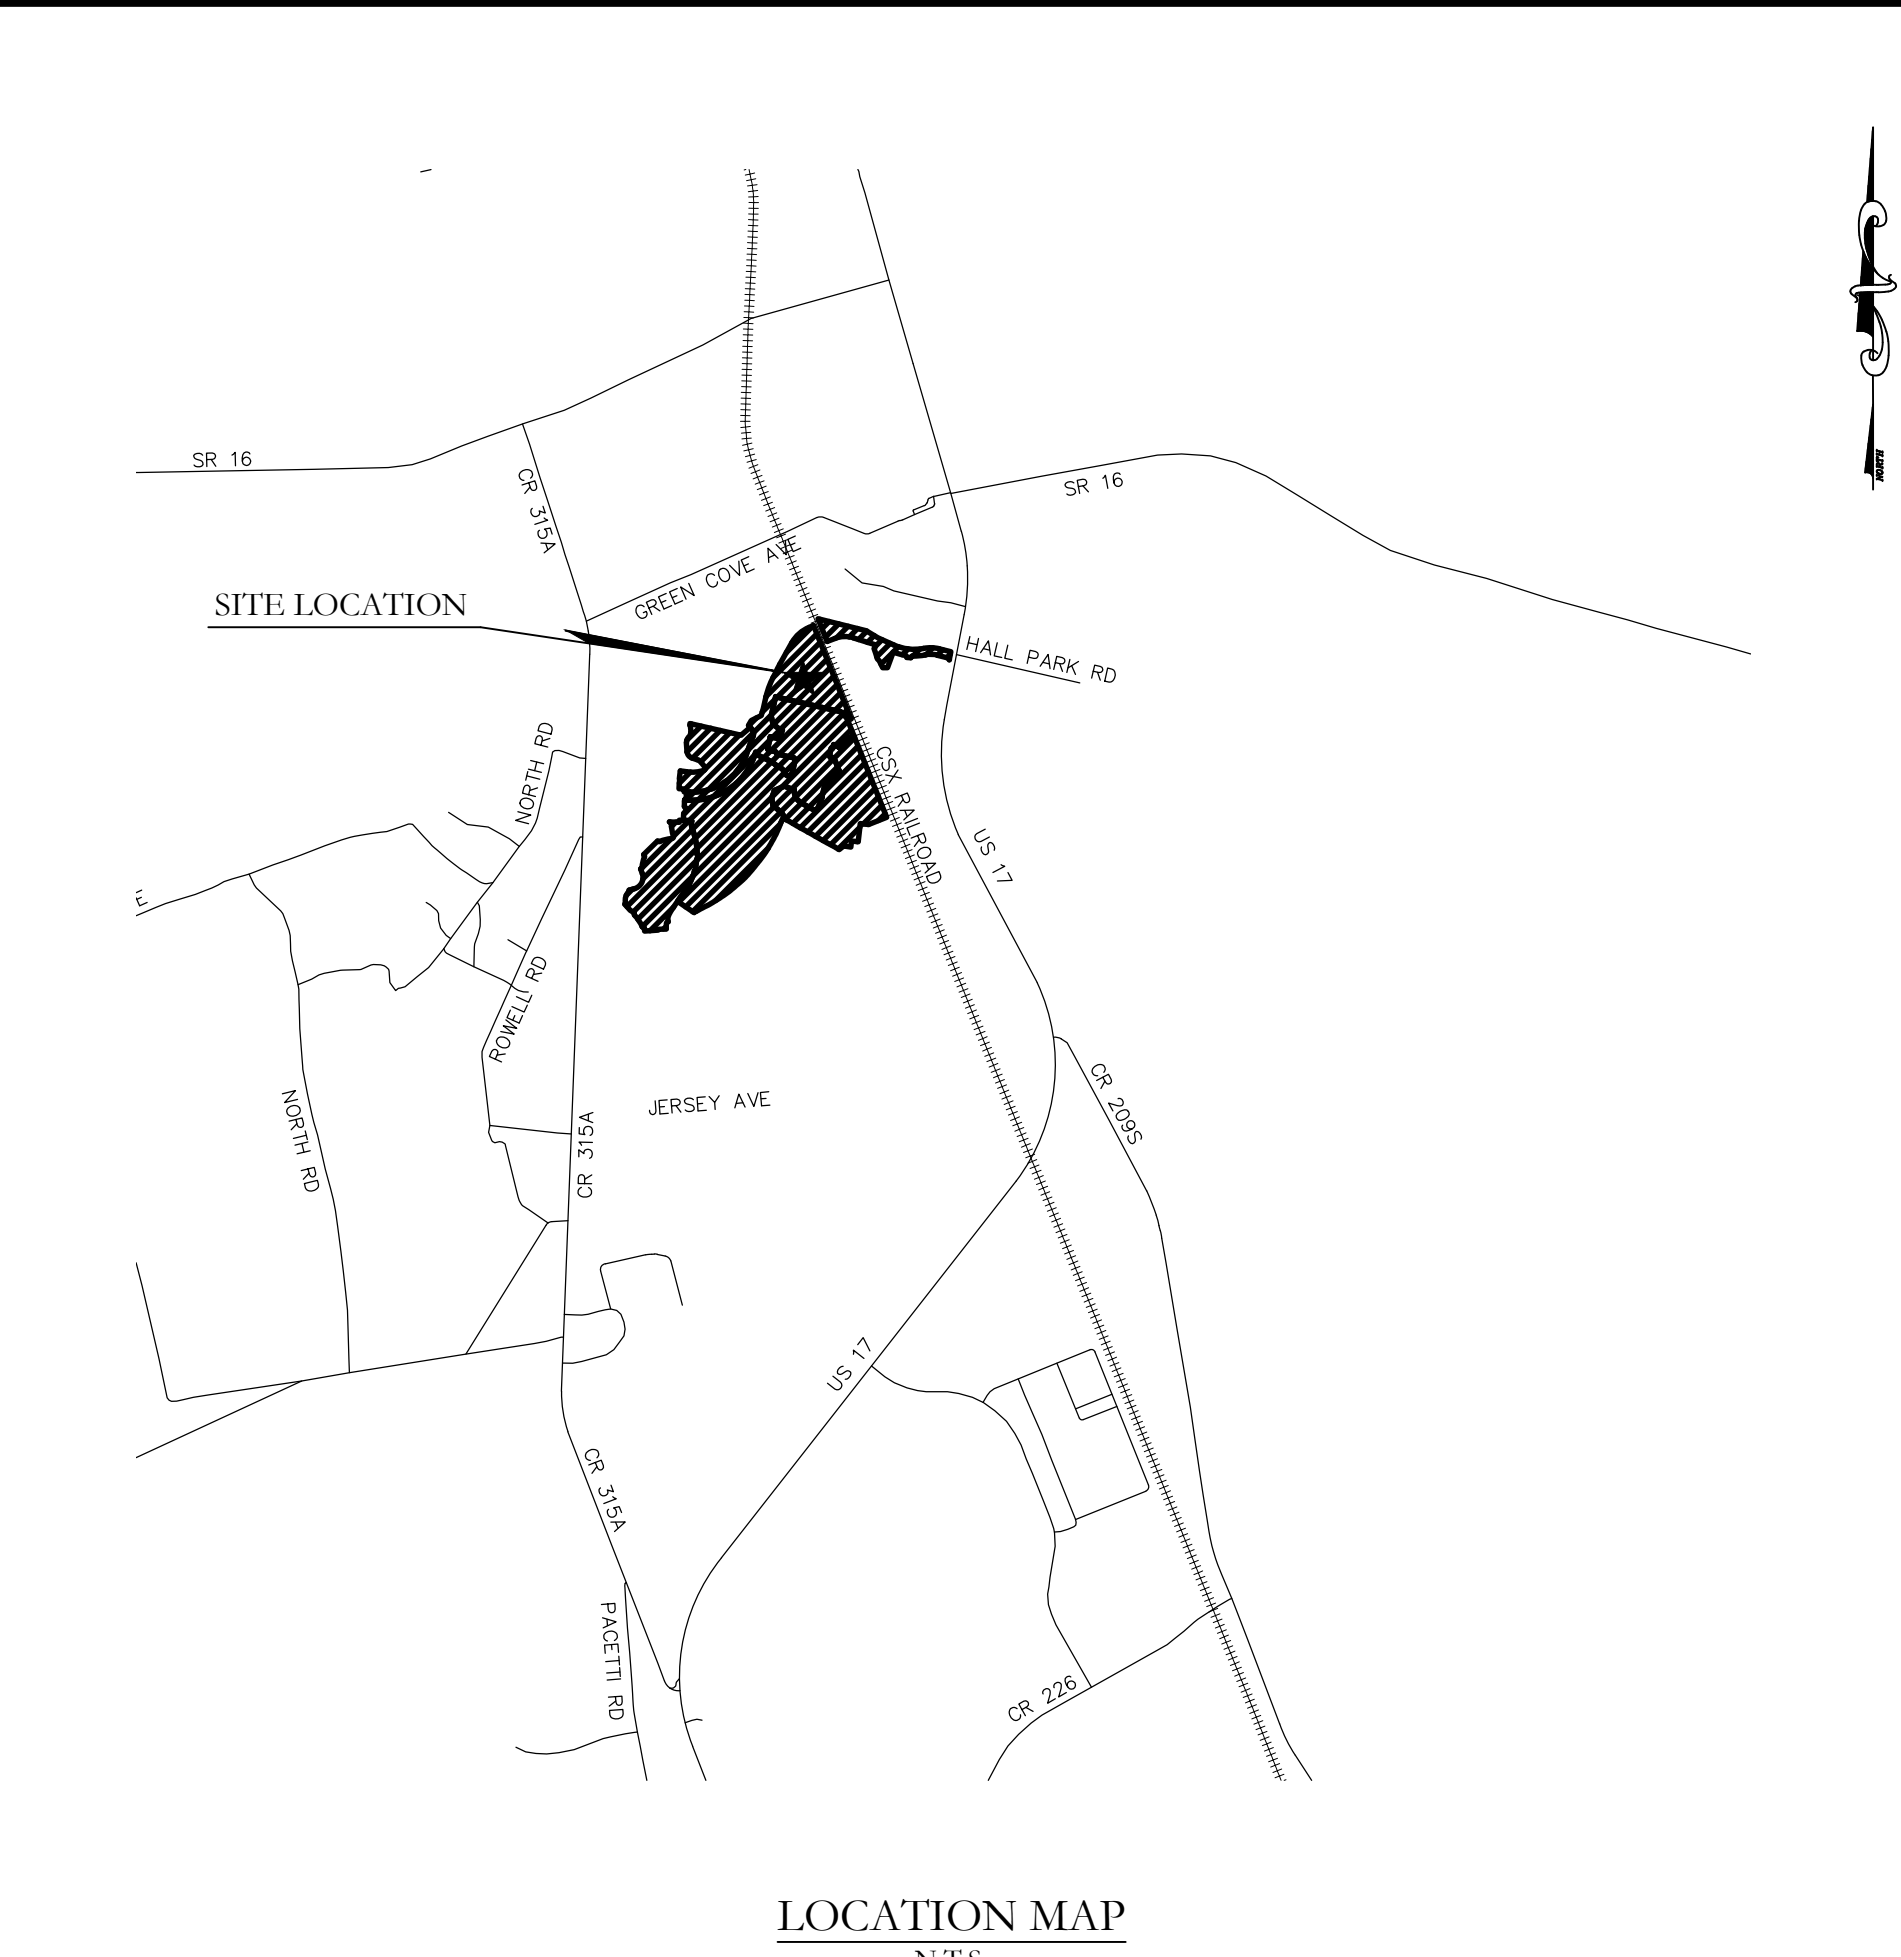 NORTH
SR 16
CR 315A
SR 16
GREEN COVE AVE
SITE LOCATION
HALL PARK RD
NORTH RD
CSX RAILROAD
US 17
E
ROWELL RD
CR 209S
NORTH RD
JERSEY AVE
CR 315A
US 17
CR 315A
PACETTI RD
CR 226
LOCATION MAP
N.T.S.